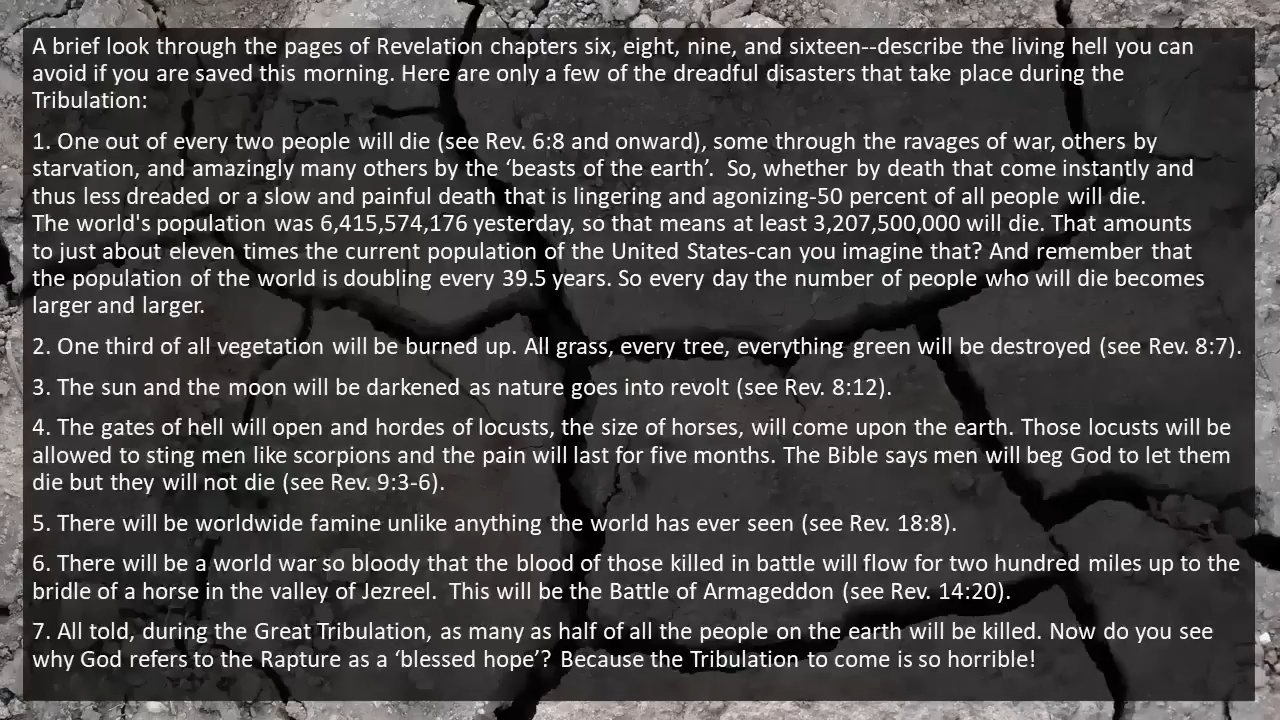 A brief look through the pages of Revelation chapters six, eight, nine, and sixteen--describe the living hell you can
avoid if you are saved this morning. Here are only a few of the dreadful disasters that take place during the
Tribulation:
1. One out of every two people will die (see Rev. 6:8 and onward), some through the ravages of war, others by
starvation, and amazingly many others by the ‘beasts of the earth’.  So, whether by death that come instantly and
thus less dreaded or a slow and painful death that is lingering and agonizing-50 percent of all people will die.
The world's population was 6,415,574,176 yesterday, so that means at least 3,207,500,000 will die. That amounts
to just about eleven times the current population of the United States-can you imagine that? And remember that
the population of the world is doubling every 39.5 years. So every day the number of people who will die becomes
larger and larger.
2. One third of all vegetation will be burned up. All grass, every tree, everything green will be destroyed (see Rev. 8:7).
3. The sun and the moon will be darkened as nature goes into revolt (see Rev. 8:12).
4. The gates of hell will open and hordes of locusts, the size of horses, will come upon the earth. Those locusts will be
allowed to sting men like scorpions and the pain will last for five months. The Bible says men will beg God to let them
die but they will not die (see Rev. 9:3-6).
5. There will be worldwide famine unlike anything the world has ever seen (see Rev. 18:8).
6. There will be a world war so bloody that the blood of those killed in battle will flow for two hundred miles up to the
bridle of a horse in the valley of Jezreel.  This will be the Battle of Armageddon (see Rev. 14:20).
7. All told, during the Great Tribulation, as many as half of all the people on the earth will be killed. Now do you see
why God refers to the Rapture as a ‘blessed hope’? Because the Tribulation to come is so horrible!